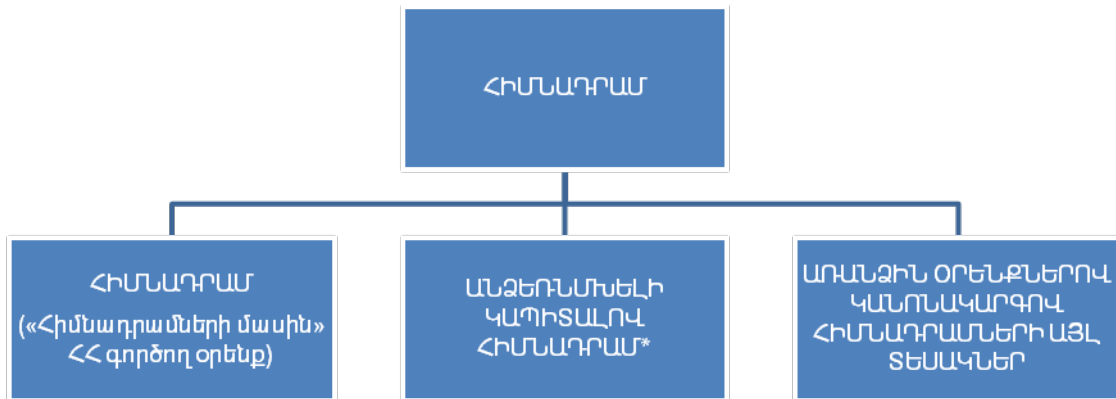 ՀԻՄՆԱԴՐԱՄ
ՀԻՄՆԱԴՐԱՄ
(«Հիմնադրամների մասին»
ՀՀ գործող օրենք)
ԱՆՁԵՌՆՄԽԵԼԻ
ԿԱՊԻՏԱԼՈՎ
ՀԻՄՆԱԴՐԱՄ*
ԱՌԱՆՁԻՆ ՕՐԵՆՔՆԵՐՈՎ
ԿԱՆՈՆԱԿԱՐԳՈՎ
ՀԻՄՆԱԴՐԱՄՆԵՐԻ ԱՅԼ
ՏԵՍԱԿՆԵՐ